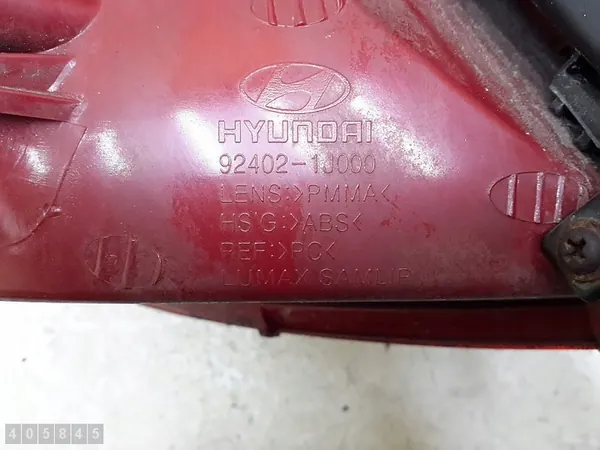 HYUNDAI
92402-1J000
LENS:>PMMA<
HS'G:>ABS<
REF:>PC<
LUMAX SAMLIP
405845